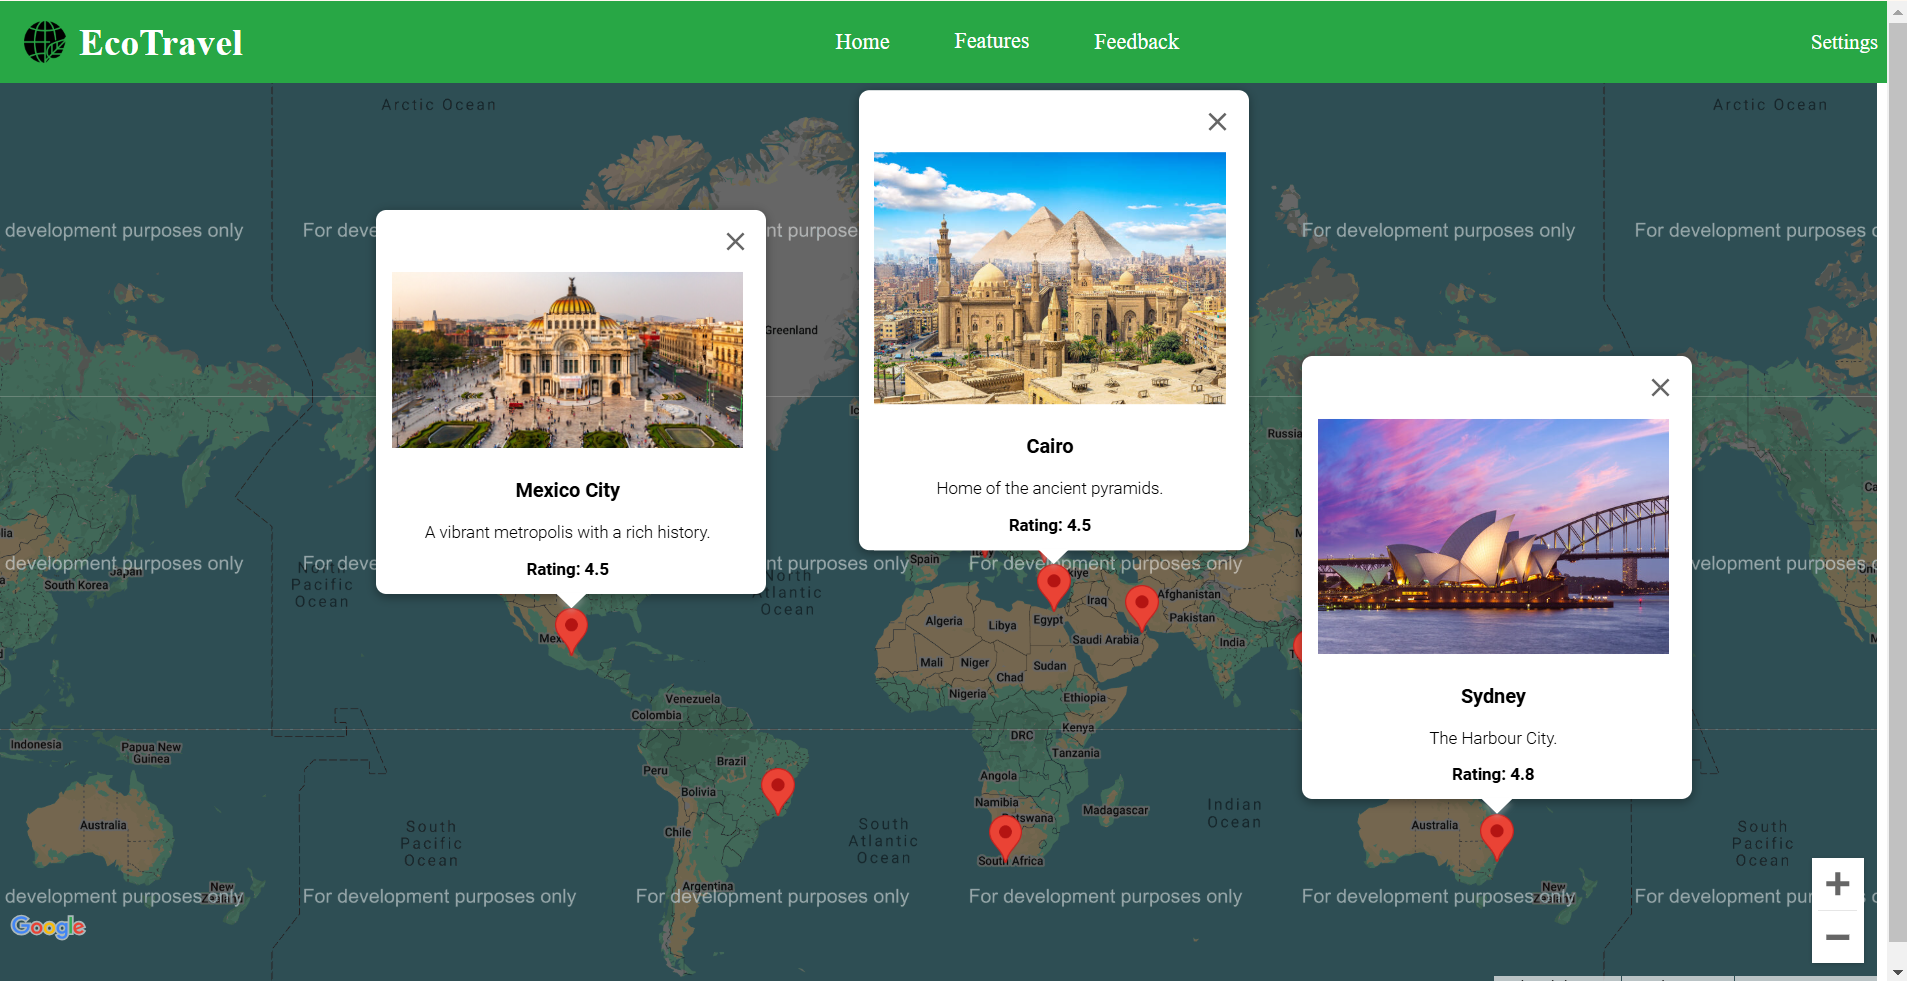 EcoTravel
Home
Features
Feedback
Settings
Arctic Ocean
Arctic Ocean
development purposes only
For deve
nt purpose
For development purposes only
For development purposes
Greenland
Mexico City
A vibrant metropolis with a rich history.
Rating: 4.5
Cairo
Home of the ancient pyramids.
Rating: 4.5
Russia
Sydney
The Harbour City.
Rating: 4.8
development purposes only
For deve
development purposes only
For development purposes only
velopment purposes
South Korea
Japan
North
Pacific
Ocean
North
Atlantic
Ocean
Spain
Iraq
Afghanistan
Pakistan
Algeria
Libya
Egypt
Saudi Arabia
India
Mali
Niger
Sudan
Chad
Nigeria
Ethiopia
Venezuela
Colombia
Kenya
DRC
Tanzania
Indonesia
Papua New
Guinea
Peru
Brazil
Bolivia
Angola
Namibia
Botswana
Madagascar
Indian
Ocean
Australia
South
Pacific
Ocean
Chile
South
Atlantic
Ocean
South Africa
Australia
South
Pacific
Ocean
Argentina
New
Zealand
New
Zealand
development purposes only
For development purposes only
For development purposes only
For development purposes only
For development purposes only
For development pur
Google